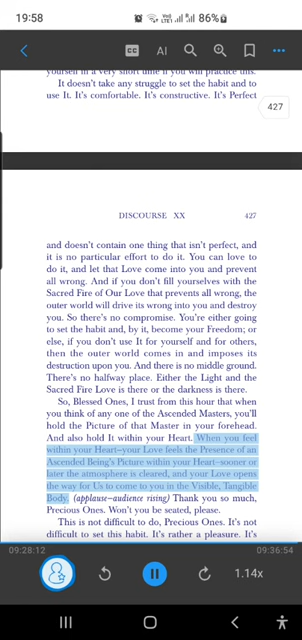 19:58
86%
CC AI
yourself in a very short time if you will practice this.
It doesn't take any struggle to set the habit and to
use It. It's comfortable. It's constructive. It's Perfect
427
DISCOURSE XX 427
and doesn't contain one thing that isn't perfect, and
it is no particular effort to do it. You can love to
do it, and let that Love come into you and prevent
all wrong. And if you don't fill yourselves with the
Sacred Fire of Our Love that prevents all wrong, the
outer world will drive its wrong into you and destroy
you. So there's no compromise. You're either going
to set the habit and, by it, become your Freedom; or
else, if you don't use It for yourself and for others,
then the outer world comes in and imposes its
destruction upon you. And there is no middle ground.
There's no halfway place. Either the Light and the
Sacred Fire Love is there or the darkness is there.
So, Blessed Ones, I trust from this hour that when
you think of any one of the Ascended Masters, you'll
hold the Picture of that Master in your forehead.
And also hold It within your Heart. When you feel
within your Heart–your Love feels the Presence of an
Ascended Being's Picture within your Heart–sooner or
later the atmosphere is cleared, and your Love opens
the way for Us to come to you in the Visible, Tangible
Body. (applause–audience rising) Thank you so much,
Precious Ones. Won't you be seated, please.
This is not difficult to do, Precious Ones. It's not
difficult to set this habit. It's rather a pleasure. It's
09:28:12 09:36:54
1.14x